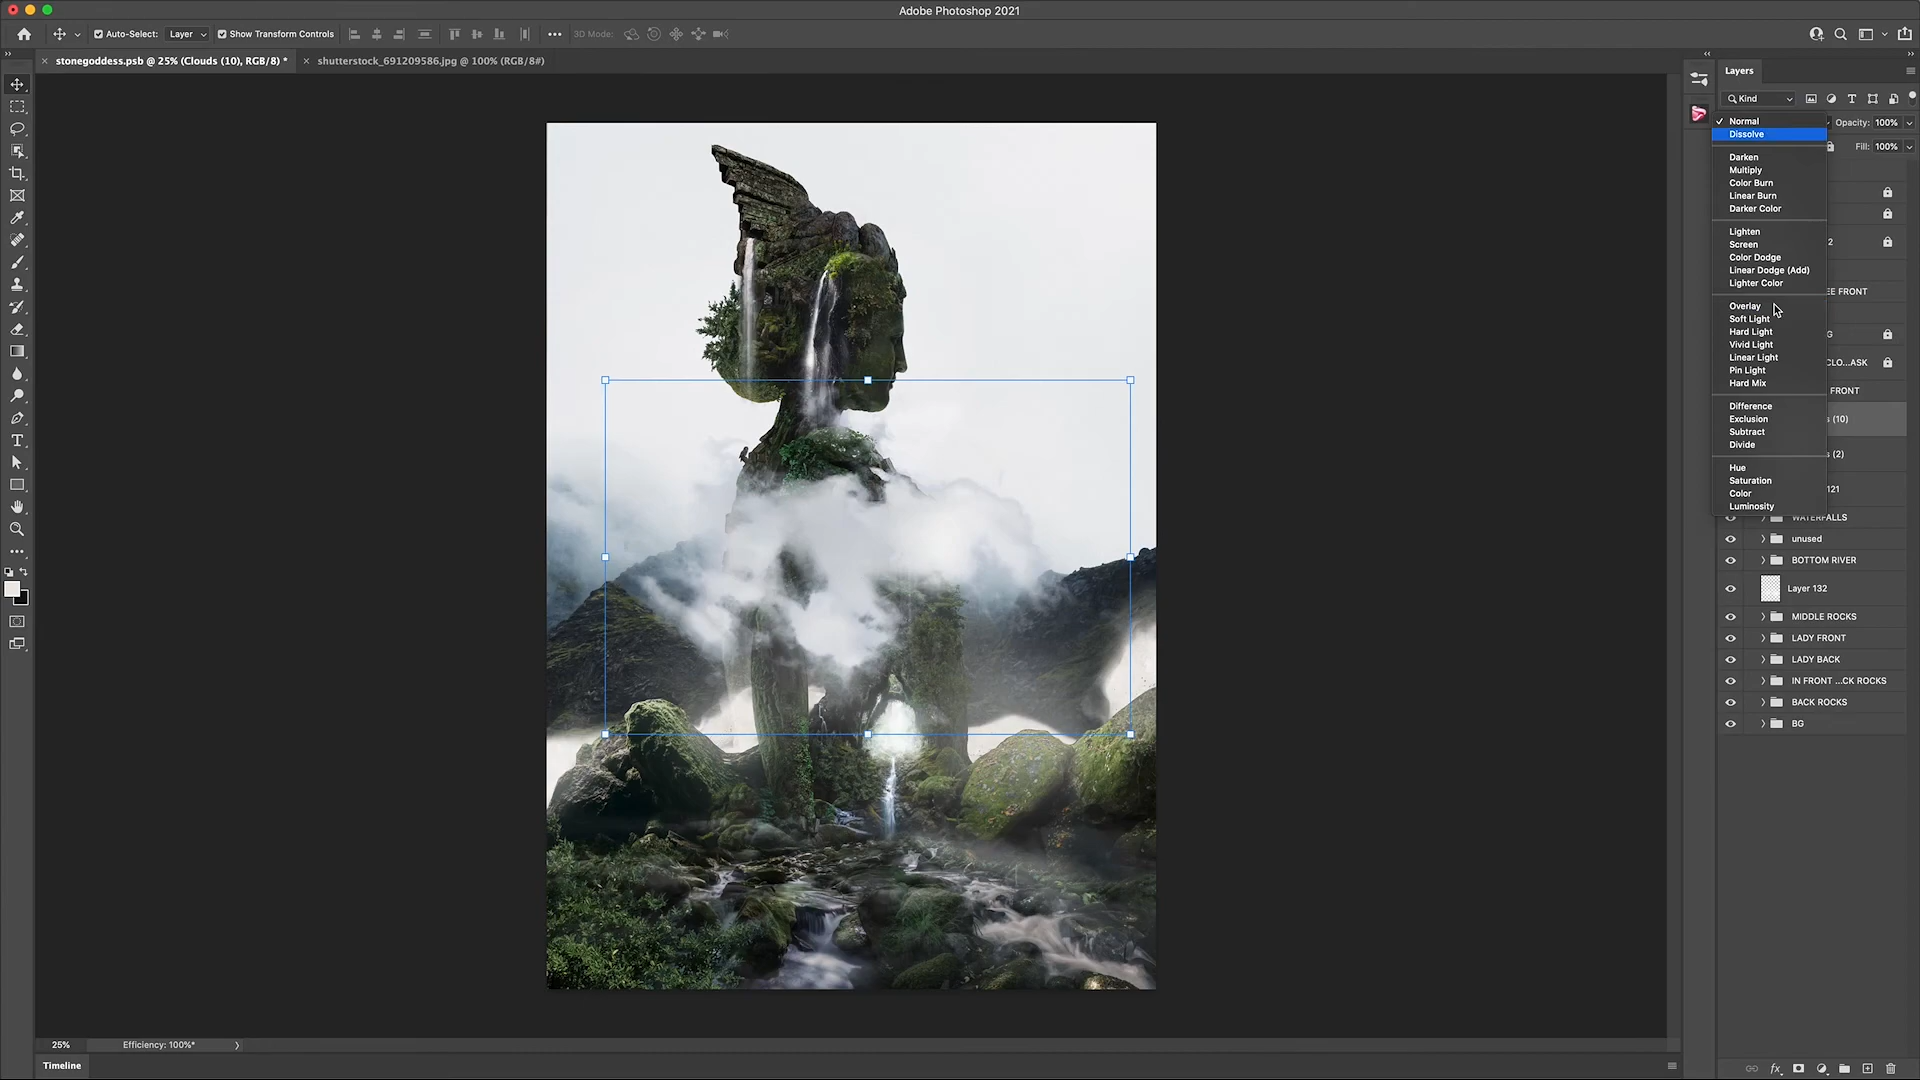 Adobe Photoshop 2021
Auto-Select: Layer Show Transform Controls 3D Mode:
stonegoddess.psb @ 25% (Clouds (10), RGB/8) *
shutterstock_691209586.jpg @ 100% (RGB/8#)
Layers
Kind
Normal
Opacity: 100%
Dissolve
Fill: 100%
Darken
Multiply
Color Burn
Linear Burn
Darker Color
Lighten
Screen
2
Color Dodge
Linear Dodge (Add)
Lighter Color
EE FRONT
Overlay
Soft Light
Hard Light
G
Vivid Light
Linear Light
CLO...ASK
Pin Light
Hard Mix
FRONT
Difference
Exclusion
s (10)
Subtract
Divide
s (2)
Hue
Saturation
121
Color
Luminosity
WATERFALLS
unused
BOTTOM RIVER
Layer 132
MIDDLE ROCKS
LADY FRONT
LADY BACK
IN FRONT ...CK ROCKS
BACK ROCKS
BG
25%
Efficiency: 100%*
Timeline
fx